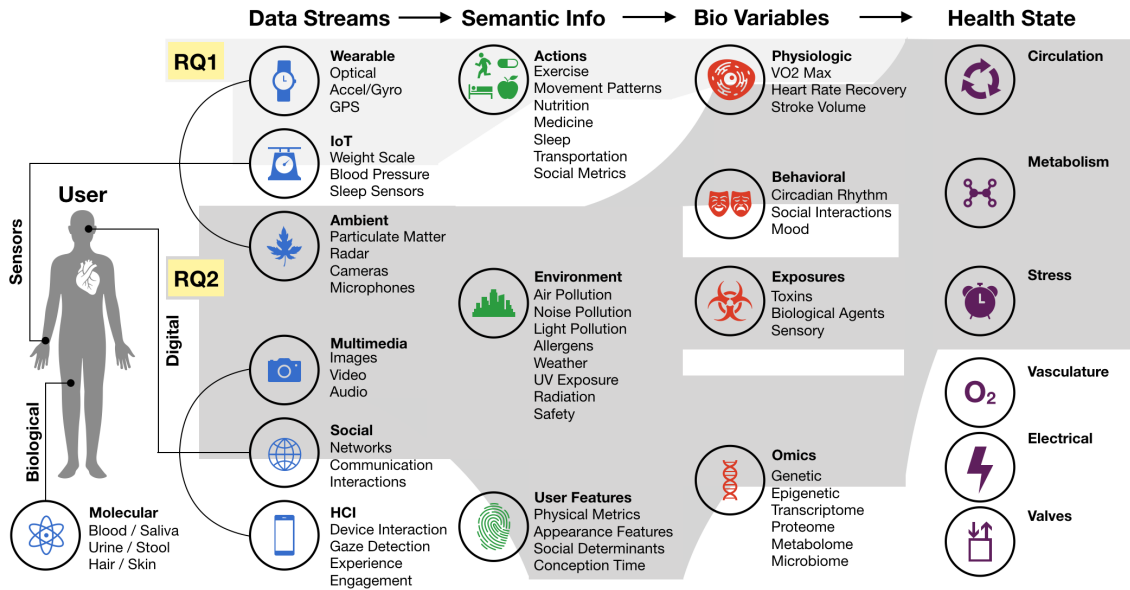 Data Streams
Semantic Info
Bio Variables
Health State
RQ1
Wearable
Optical
Accel/Gyro
GPS
IoT
Weight Scale
Blood Pressure
Sleep Sensors
RQ2
Ambient
Particulate Matter
Radar
Cameras
Microphones
Multimedia
Images
Video
Audio
Social
Networks
Communication
Interactions
HCI
Device Interaction
Gaze Detection
Experience
Engagement
User
Sensors
Digital
Biological
Molecular
Blood / Saliva
Urine / Stool
Hair / Skin
Actions
Exercise
Movement Patterns
Nutrition
Medicine
Sleep
Transportation
Social Metrics
Environment
Air Pollution
Noise Pollution
Light Pollution
Allergens
Weather
UV Exposure
Radiation
Safety
User Features
Physical Metrics
Appearance Features
Social Determinants
Conception Time
Physiologic
VO2 Max
Heart Rate Recovery
Stroke Volume
Behavioral
Circadian Rhythm
Social Interactions
Mood
Exposures
Toxins
Biological Agents
Sensory
Omics
Genetic
Epigenetic
Transcriptome
Proteome
Metabolome
Microbiome
Circulation
Metabolism
Stress
Vasculature
O2
Electrical
Valves